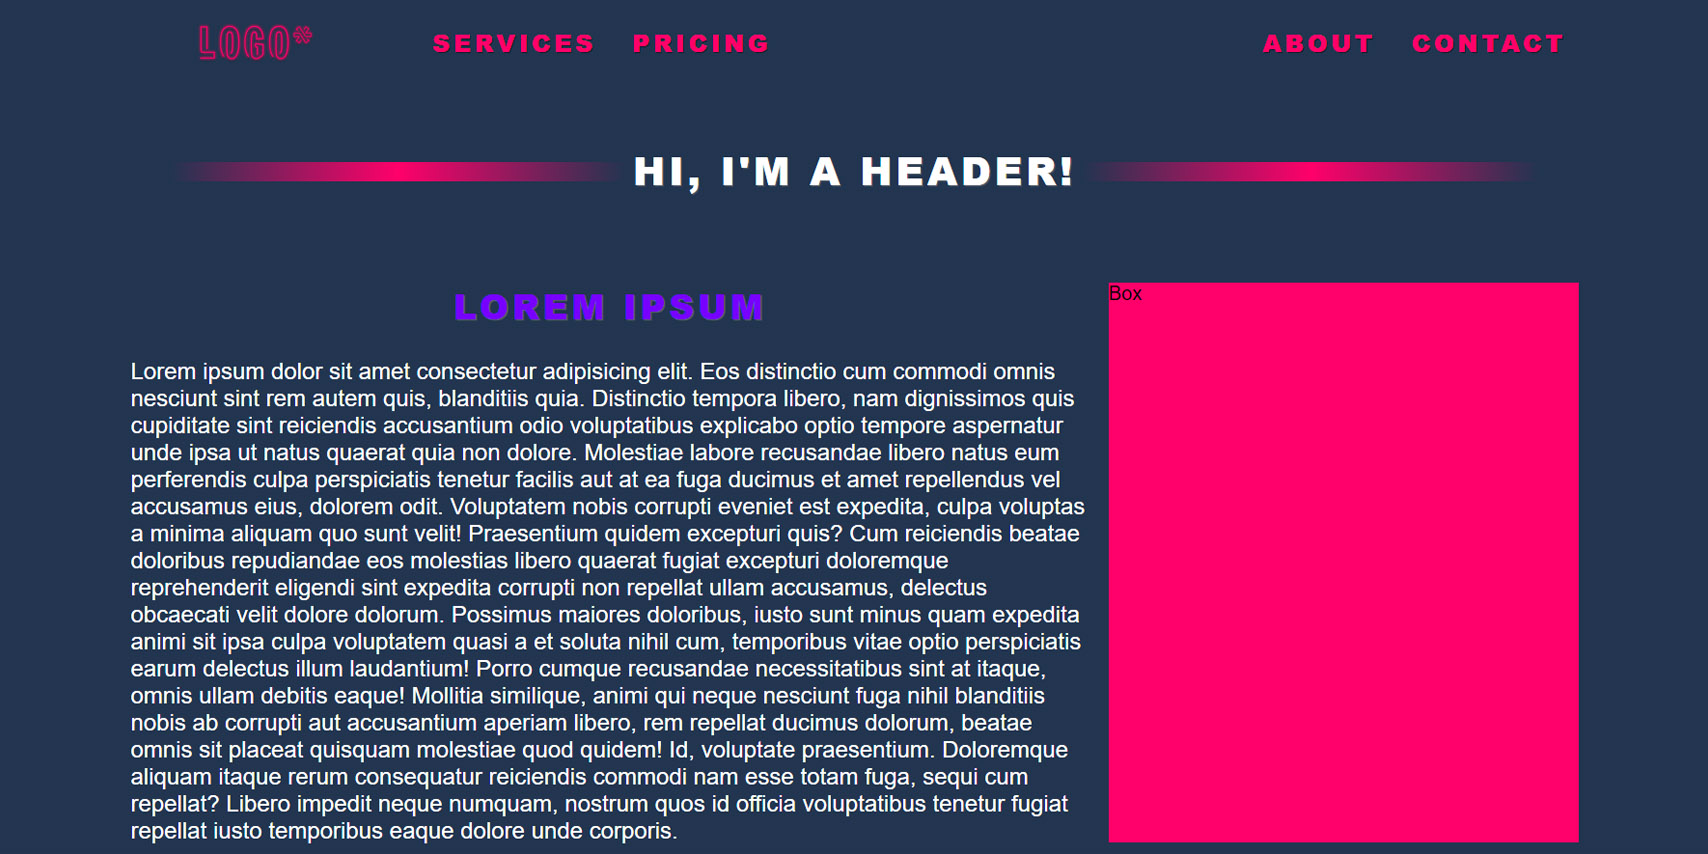 LOGO*
SERVICES PRICING ABOUT CONTACT
HI, I'M A HEADER!
LOREM IPSUM
Lorem ipsum dolor sit amet consectetur adipisicing elit. Eos distinctio cum commodi omnis
nesciunt sint rem autem quis, blanditiis quia. Distinctio tempora libero, nam dignissimos quis
cupiditate sint reiciendis accusantium odio voluptatibus explicabo optio tempore aspernatur
unde ipsa ut natus quaerat quia non dolore. Molestiae labore recusandae libero natus eum
perferendis culpa perspiciatis tenetur facilis aut at ea fuga ducimus et amet repellendus vel
accusamus eius, dolorem odit. Voluptatem nobis corrupti eveniet est expedita, culpa voluptas
a minima aliquam quo sunt velit! Praesentium quidem excepturi quis? Cum reiciendis beatae
doloribus repudiandae eos molestias libero quaerat fugiat excepturi doloremque
reprehenderit eligendi sint expedita corrupti non repellat ullam accusamus, delectus
obcaecati velit dolore dolorum. Possimus maiores doloribus, iusto sunt minus quam expedita
animi sit ipsa culpa voluptatem quasi a et soluta nihil cum, temporibus vitae optio perspiciatis
earum delectus illum laudantium! Porro cumque recusandae necessitatibus sint at itaque,
omnis ullam debitis eaque! Mollitia similique, animi qui neque nesciunt fuga nihil blanditiis
nobis ab corrupti aut accusantium aperiam libero, rem repellat ducimus dolorum, beatae
omnis sit placeat quisquam molestiae quod quidem! Id, voluptate praesentium. Doloremque
aliquam itaque rerum consequatur reiciendis commodi nam esse totam fuga, sequi cum
repellat? Libero impedit neque numquam, nostrum quos id officia voluptatibus tenetur fugiat
repellat iusto temporibus eaque dolore unde corporis.
Box